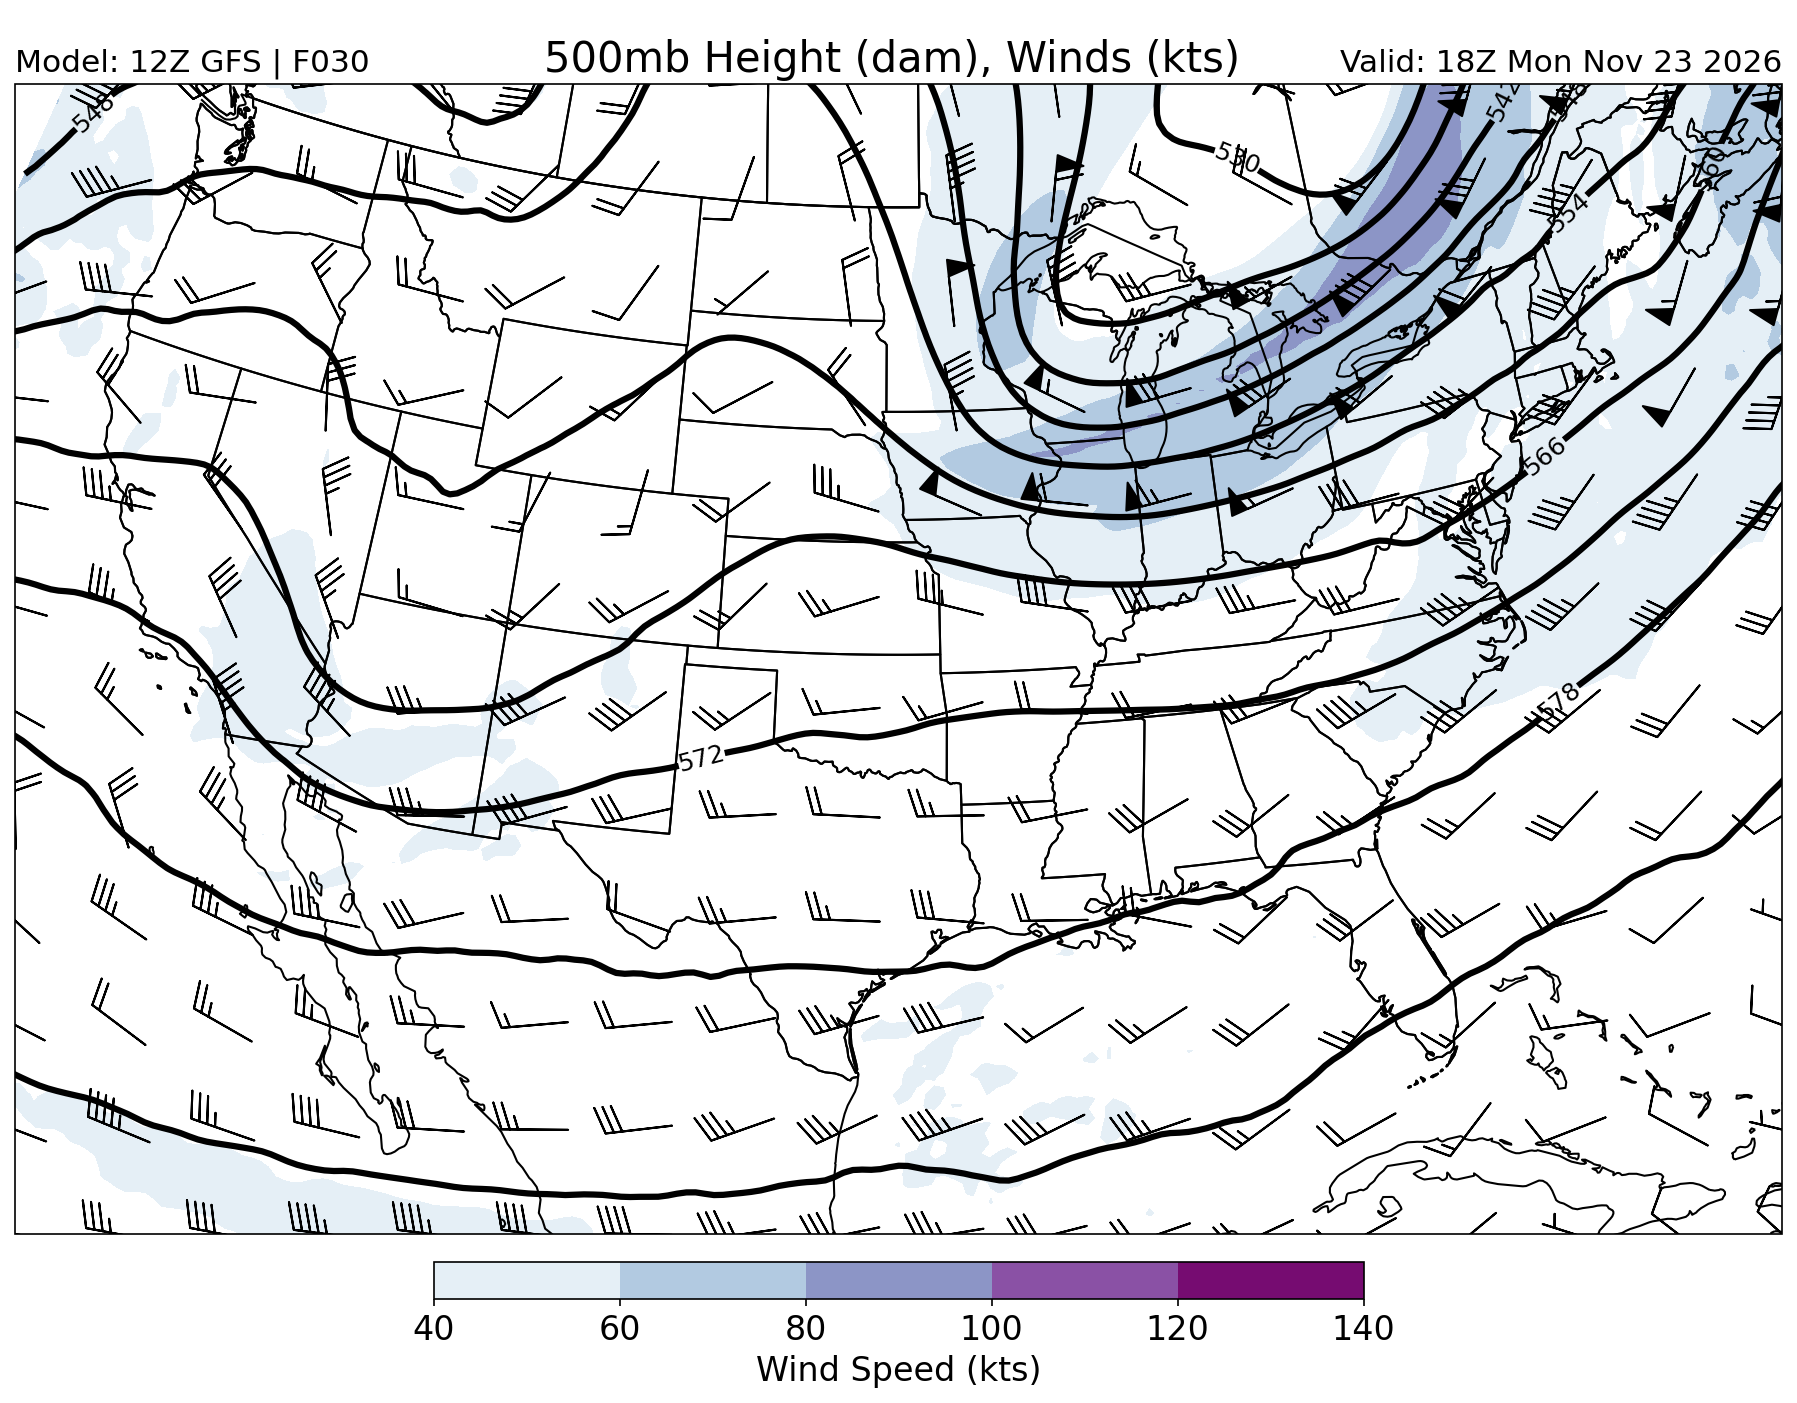 Model: 12Z GFS | F030
500mb Height (dam), Winds (kts)
Valid: 18Z Mon Nov 23 2026
548
530
542
548
560
554
566
578
572
40 60 80 100 120 140
Wind Speed (kts)